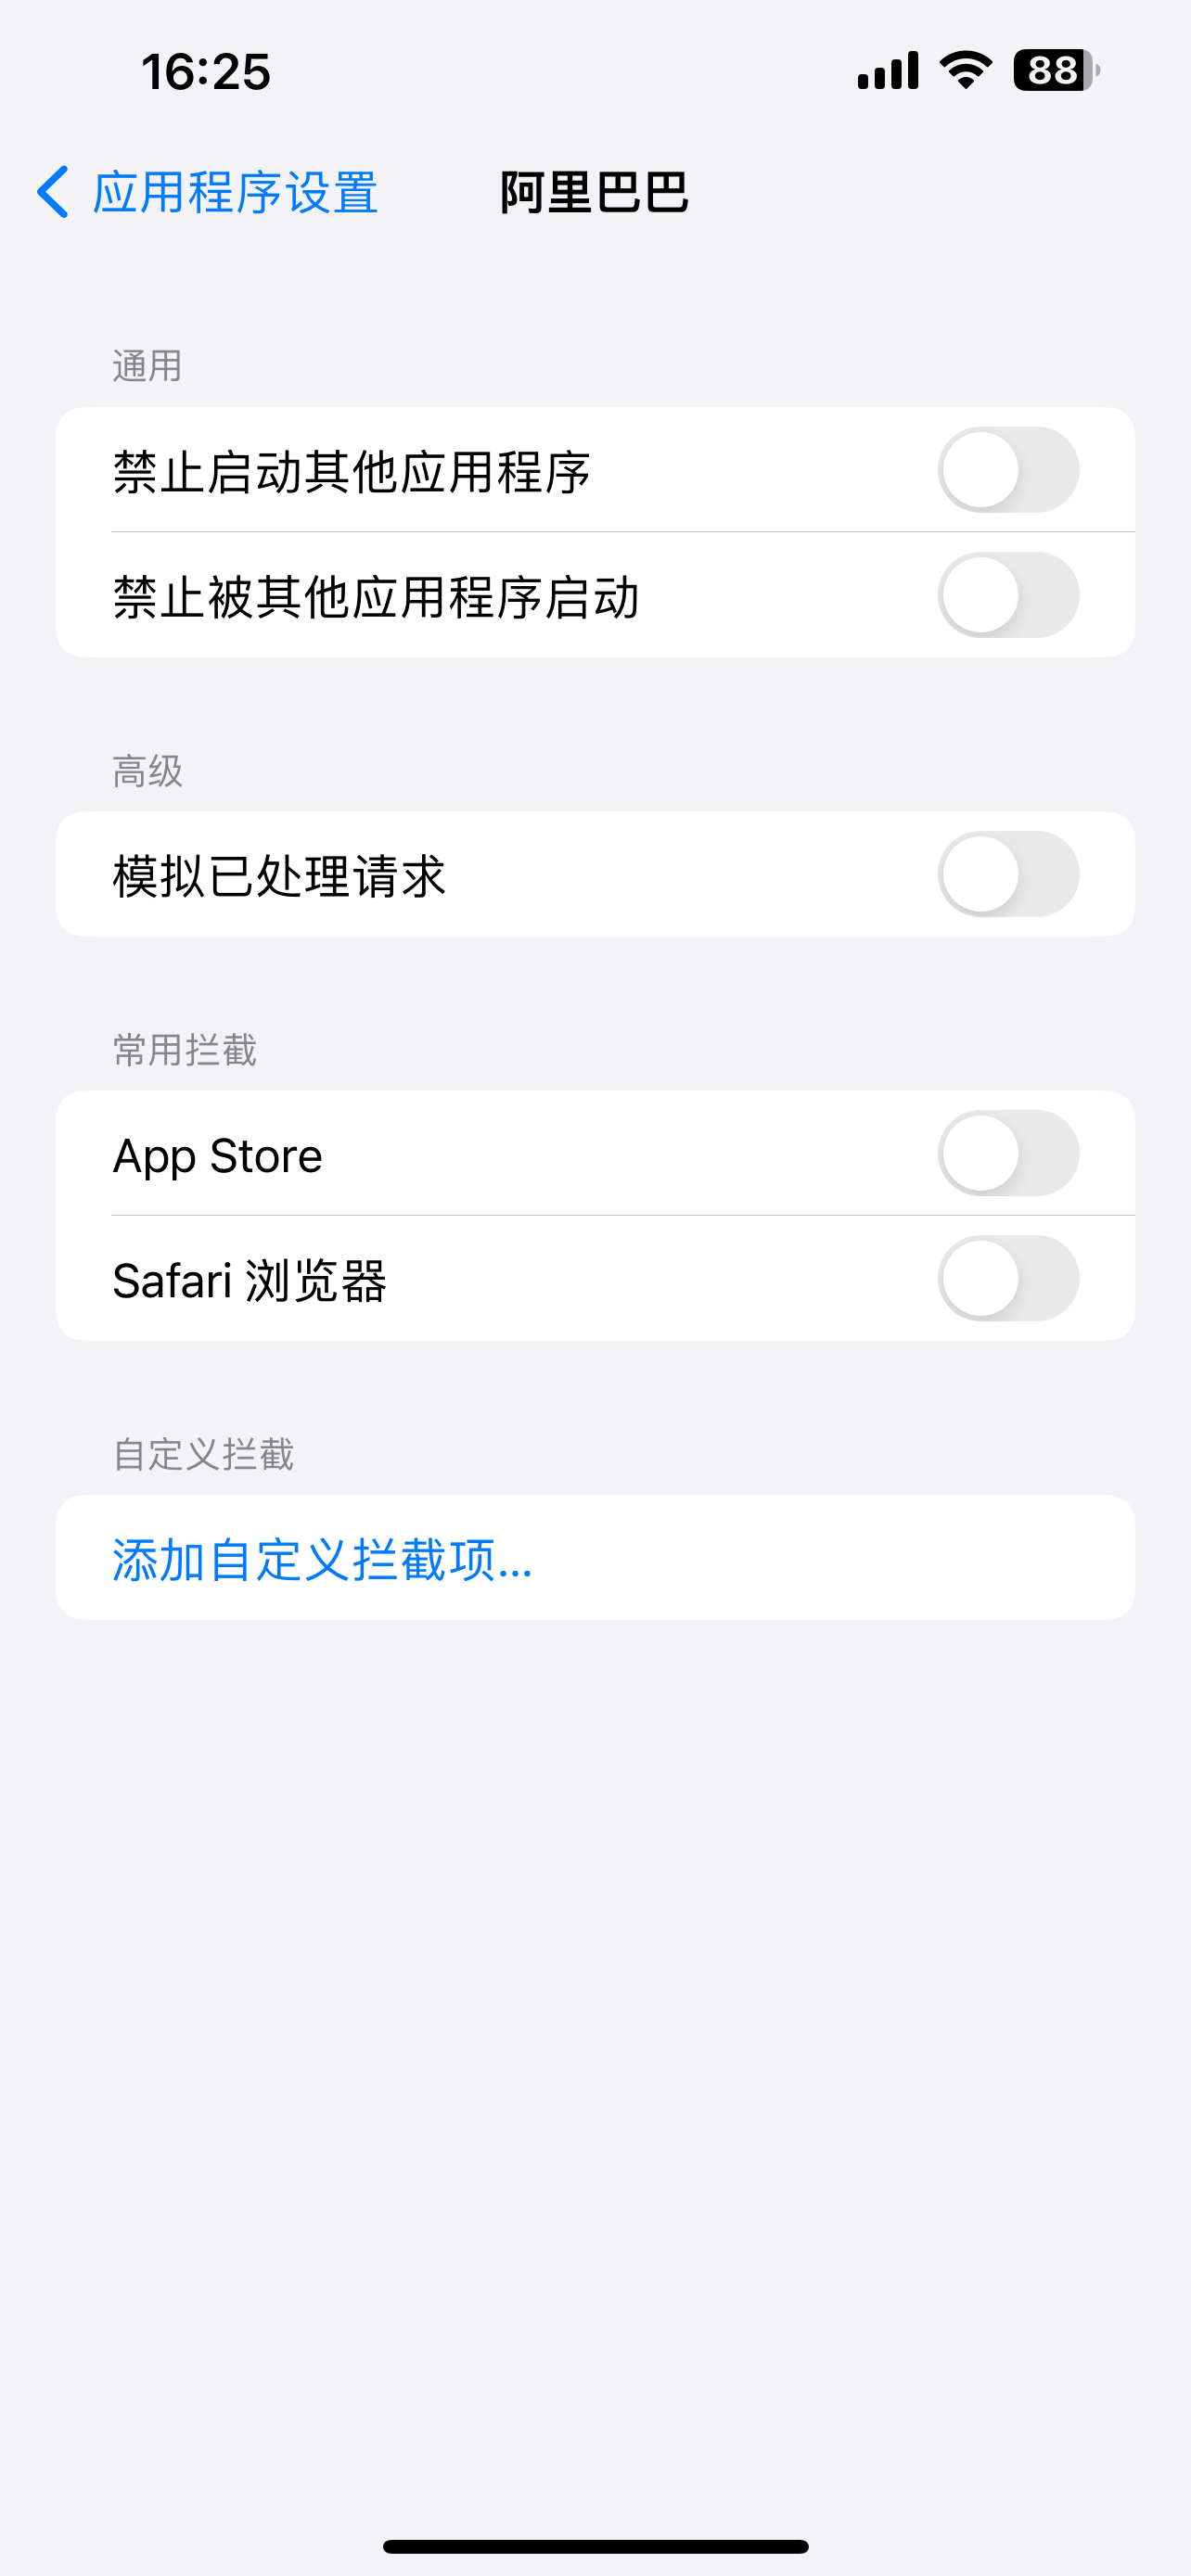 16:25
88
应用程序设置
阿里巴巴
通用
禁止启动其他应用程序
禁止被其他应用程序启动
高级
模拟已处理请求
常用拦截
App Store
Safari 浏览器
自定义拦截
添加自定义拦截项...